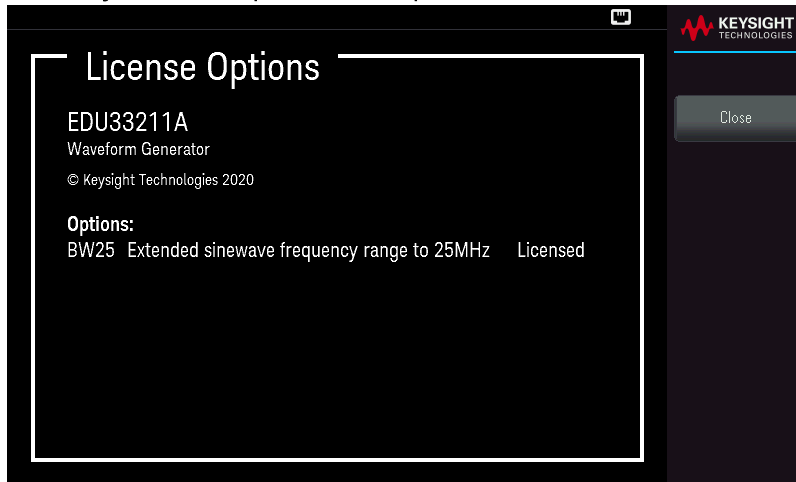 KEYSIGHT
TECHNOLOGIES
License Options
EDU33211A
Waveform Generator
© Keysight Technologies 2020
Options:
BW25 Extended sinewave frequency range to 25MHz Licensed
Close